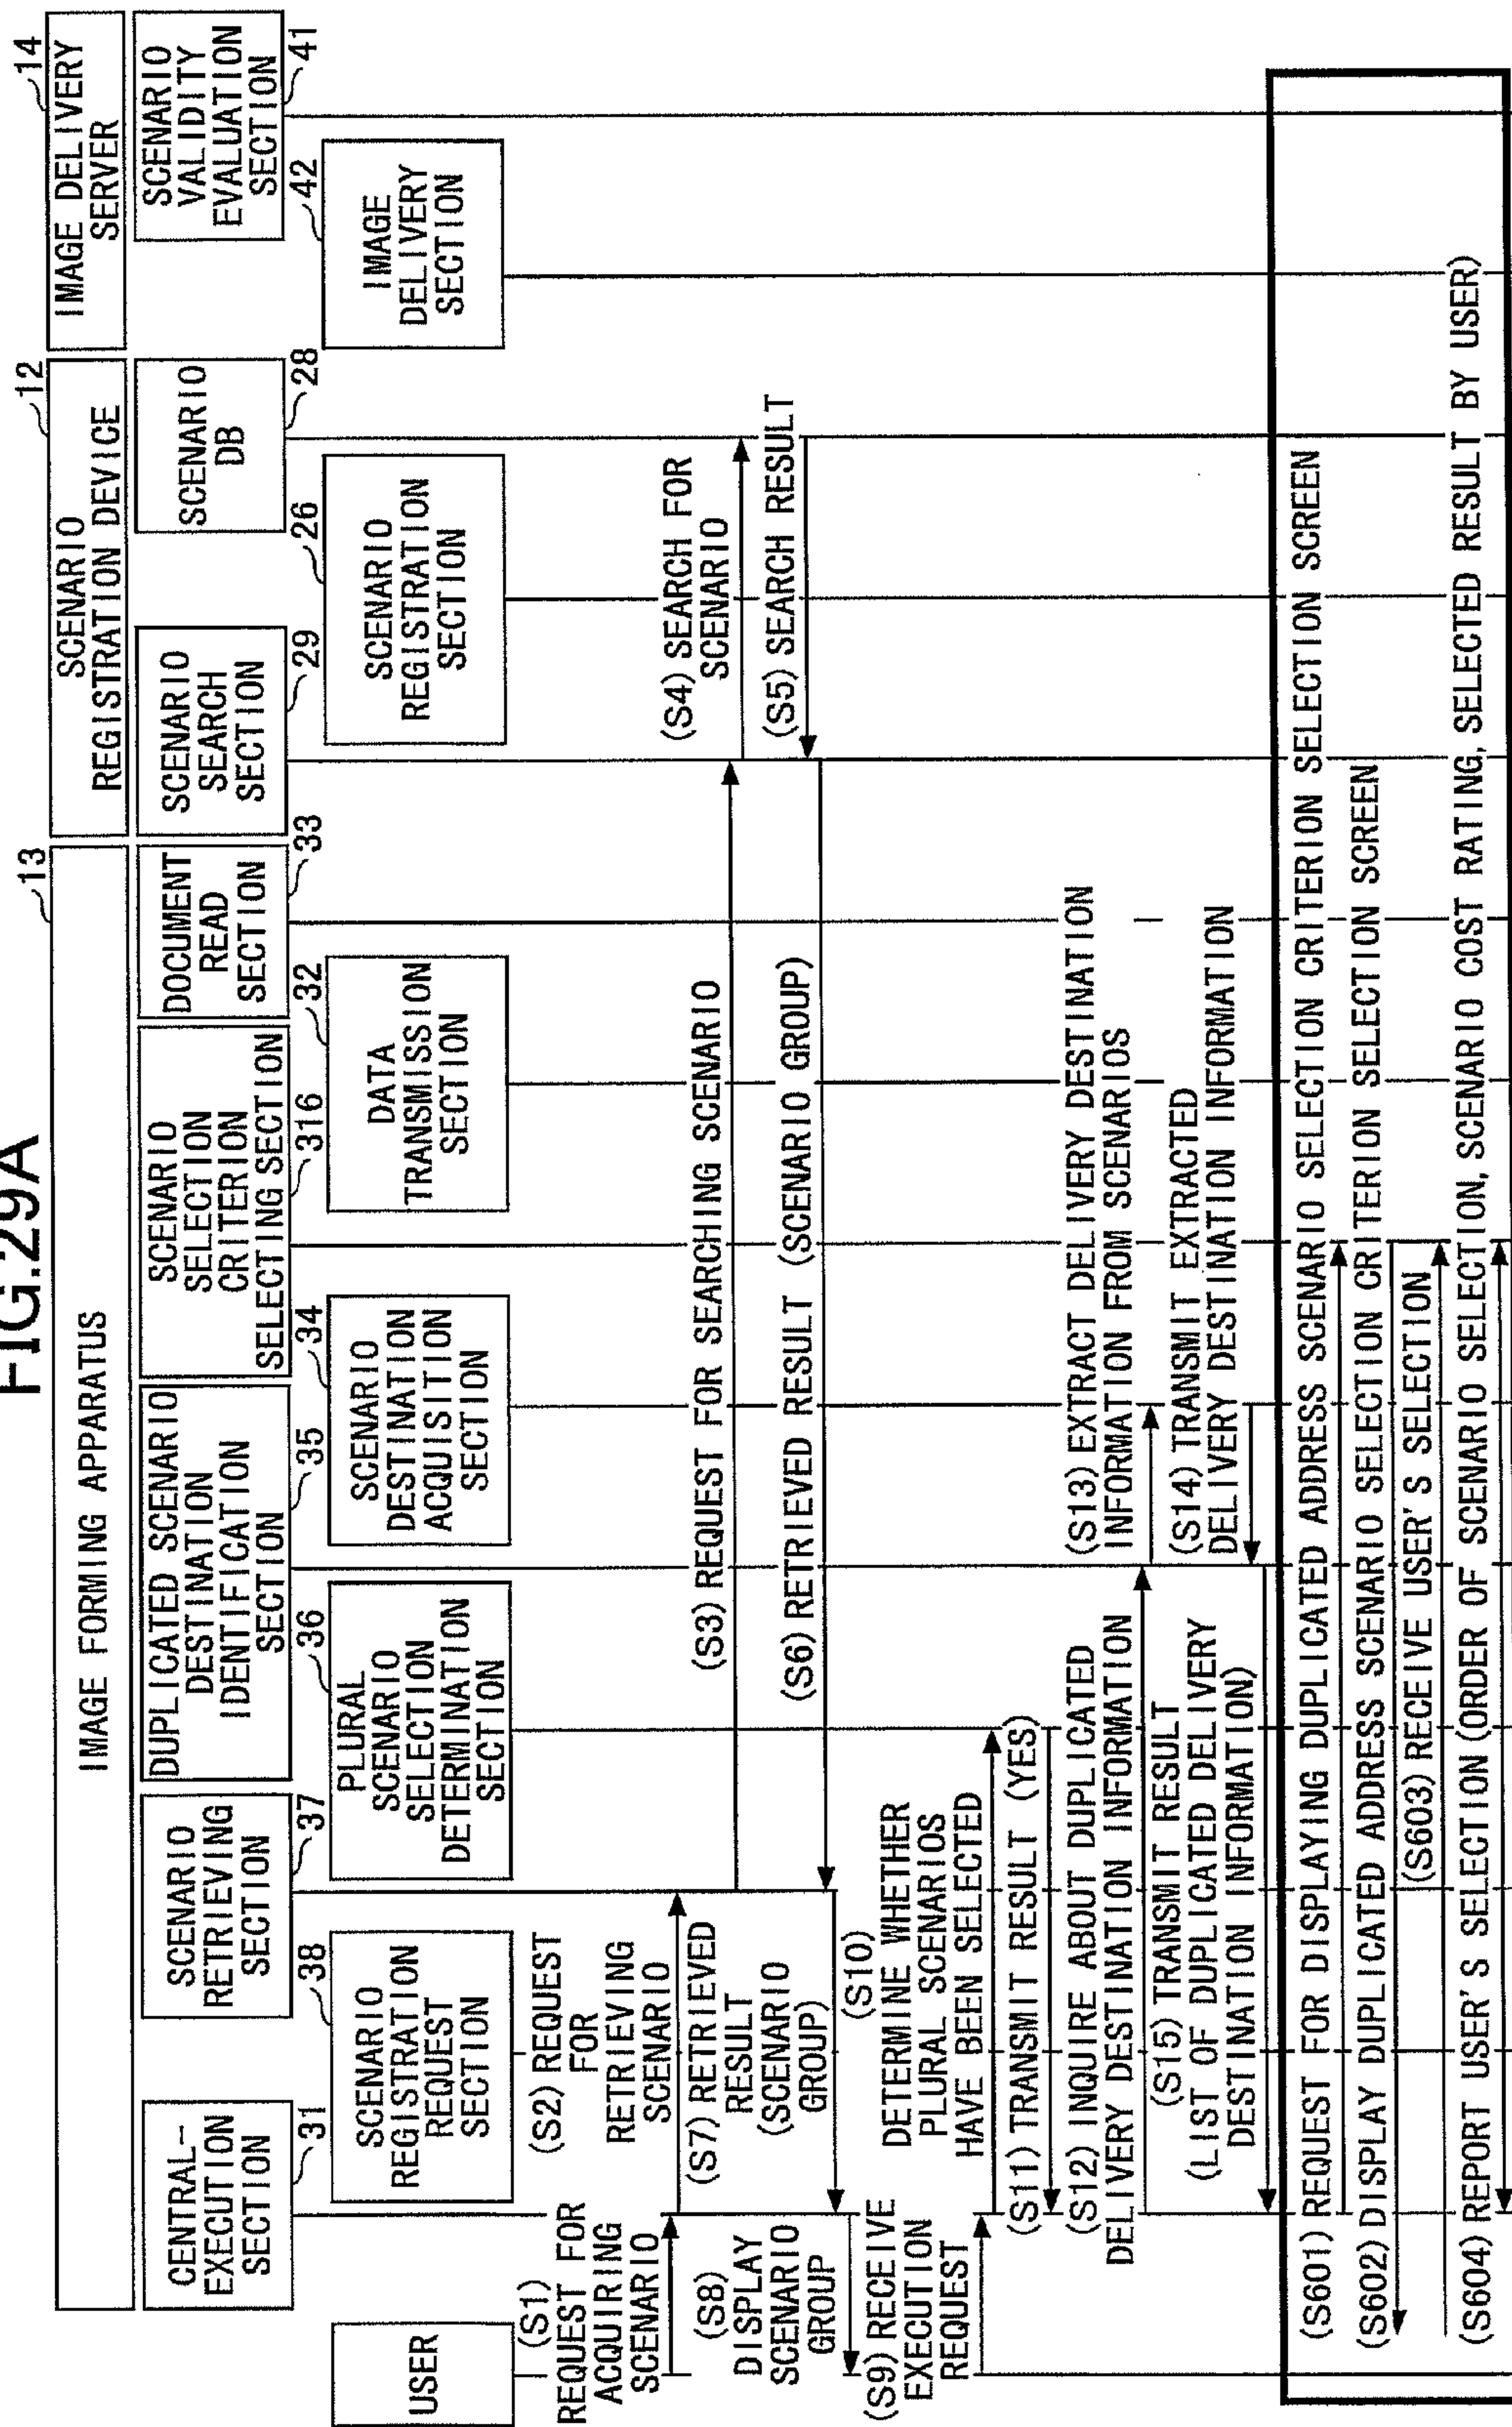 FIG.29A
IMAGE FORMING APPARATUS
13
SCENARIO
REGISTRATION DEVICE
12
IMAGE DELIVERY
SERVER
14
CENTRAL-
EXECUTION
SECTION
31
SCENARIO
RETRIEVING
SECTION
37
DUPLICATED SCENARIO
DESTINATION
IDENTIFICATION
SECTION
35
SCENARIO
SELECTION
CRITERION
SELECTING SECTION
316
DOCUMENT
READ
SECTION
33
SCENARIO
SEARCH
SECTION
29
SCENARIO
DB
28
SCENARIO
VALIDITY
EVALUATION
SECTION
41
USER
SCENARIO
REGISTRATION
REQUEST
SECTION
38
PLURAL
SCENARIO
SELECTION
DETERMINATION
SECTION
36
SCENARIO
DESTINATION
ACQUISITION
SECTION
34
DATA
TRANSMISSION
SECTION
32
SCENARIO
REGISTRATION
SECTION
26
IMAGE
DELIVERY
SECTION
42
(S1)
REQUEST FOR
ACQUIRING
SCENARIO
(S2) REQUEST
FOR
RETRIEVING
SCENARIO
(S3) REQUEST FOR SEARCHING SCENARIO
(S4) SEARCH FOR
SCENARIO
(S5) SEARCH RESULT
(S6) RETRIEVED RESULT (SCENARIO GROUP)
(S7) RETRIEVED
RESULT
(SCENARIO
GROUP)
(S8)
DISPLAY
SCENARIO
GROUP
(S9) RECEIVE
EXECUTION
REQUEST
(S10)
DETERMINE WHETHER
PLURAL SCENARIOS
HAVE BEEN SELECTED
(S11) TRANSMIT RESULT (YES)
(S12) INQUIRE ABOUT DUPLICATED
DELIVERY DESTINATION INFORMATION
(S13) EXTRACT DELIVERY DESTINATION
INFORMATION FROM SCENARIOS
(S14) TRANSMIT EXTRACTED
DELIVERY DESTINATION INFORMATION
(S15) TRANSMIT RESULT
(LIST OF DUPLICATED DELIVERY
DESTINATION INFORMATION)
(S601) REQUEST FOR DISPLAYING DUPLICATED ADDRESS SCENARIO SELECTION CRITERION SELECTION SCREEN
(S602) DISPLAY DUPLICATED ADDRESS SCENARIO SELECTION CRITERION SELECTION SCREEN
(S603) RECEIVE USER'S SELECTION
(S604) REPORT USER'S SELECTION (ORDER OF SCENARIO SELECTION, SCENARIO COST RATING, SELECTED RESULT BY USER)